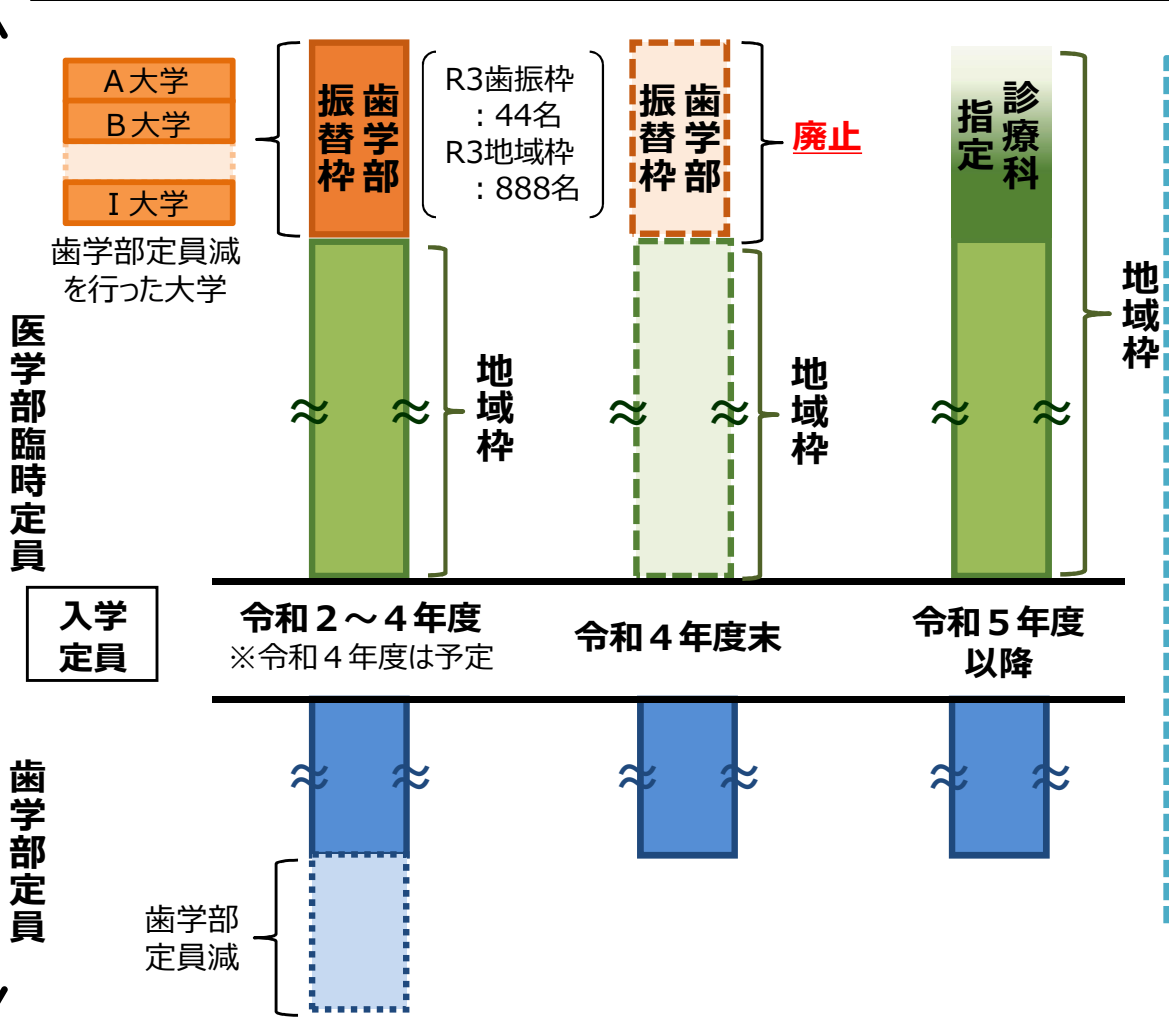 A大学
B大学
I大学
歯学部定員減
を行った大学
歯学部
振替枠
R3歯振枠
：44名
R3地域枠
：888名
歯学部
振替枠
廃止
診療科
指定
地域枠
地域枠
地域枠
医学部臨時定員
入学
定員
令和２～４年度
※令和４年度は予定
令和４年度末
令和５年度
以降
歯学部定員
歯学部
定員減